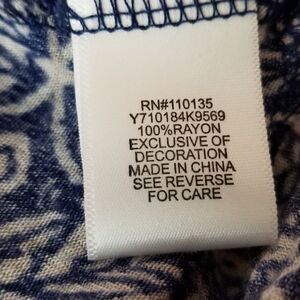 RN#110135
Y710184K9569
100%RAYON
EXCLUSIVE OF
DECORATION
MADE IN CHINA
SEE REVERSE
FOR CARE